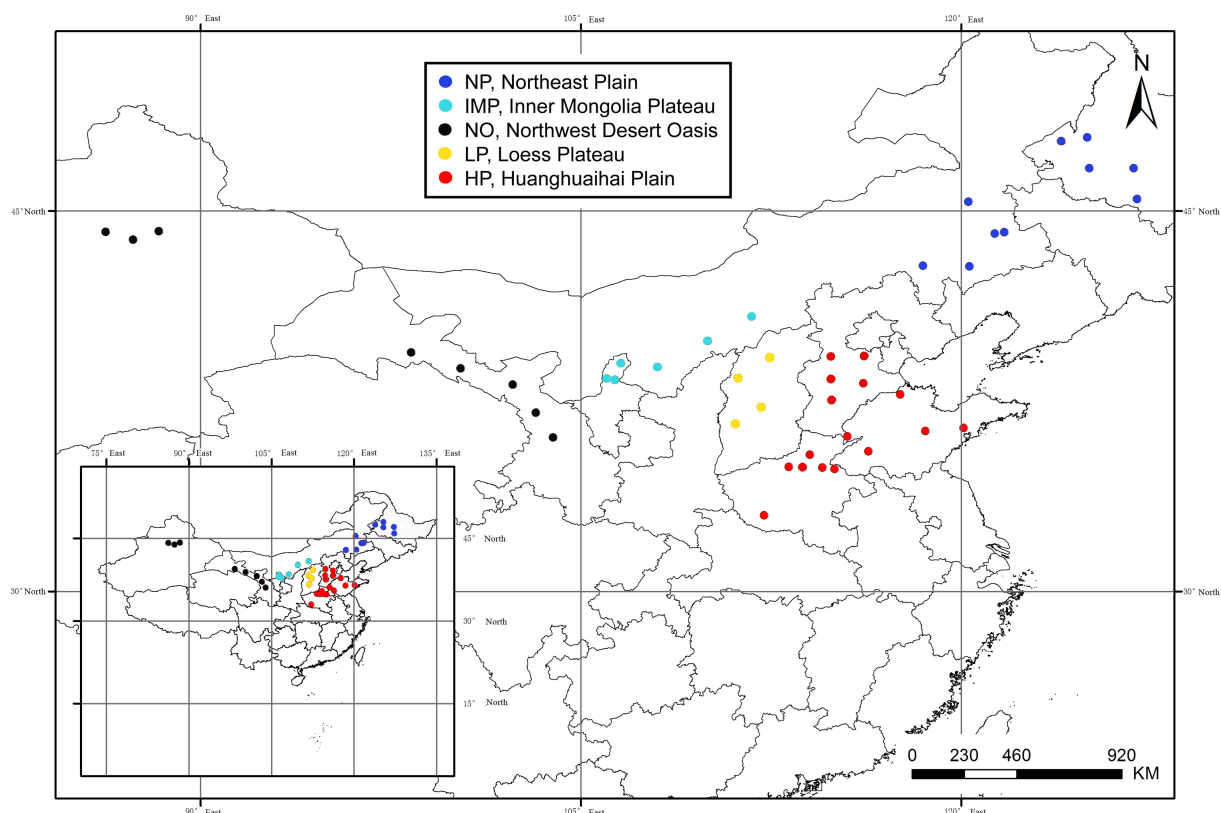 90° East
105° East
120° East
N
NP, Northeast Plain
IMP, Inner Mongolia Plateau
NO, Northwest Desert Oasis
LP, Loess Plateau
HP, Huanghuaihai Plain
45°North
45° North
75° East
90° East
105° East
120° East
135° East
45° North
30° North
30° North
30° North
15° North
0 230 460 920
KM
90° East
105° East
120° East